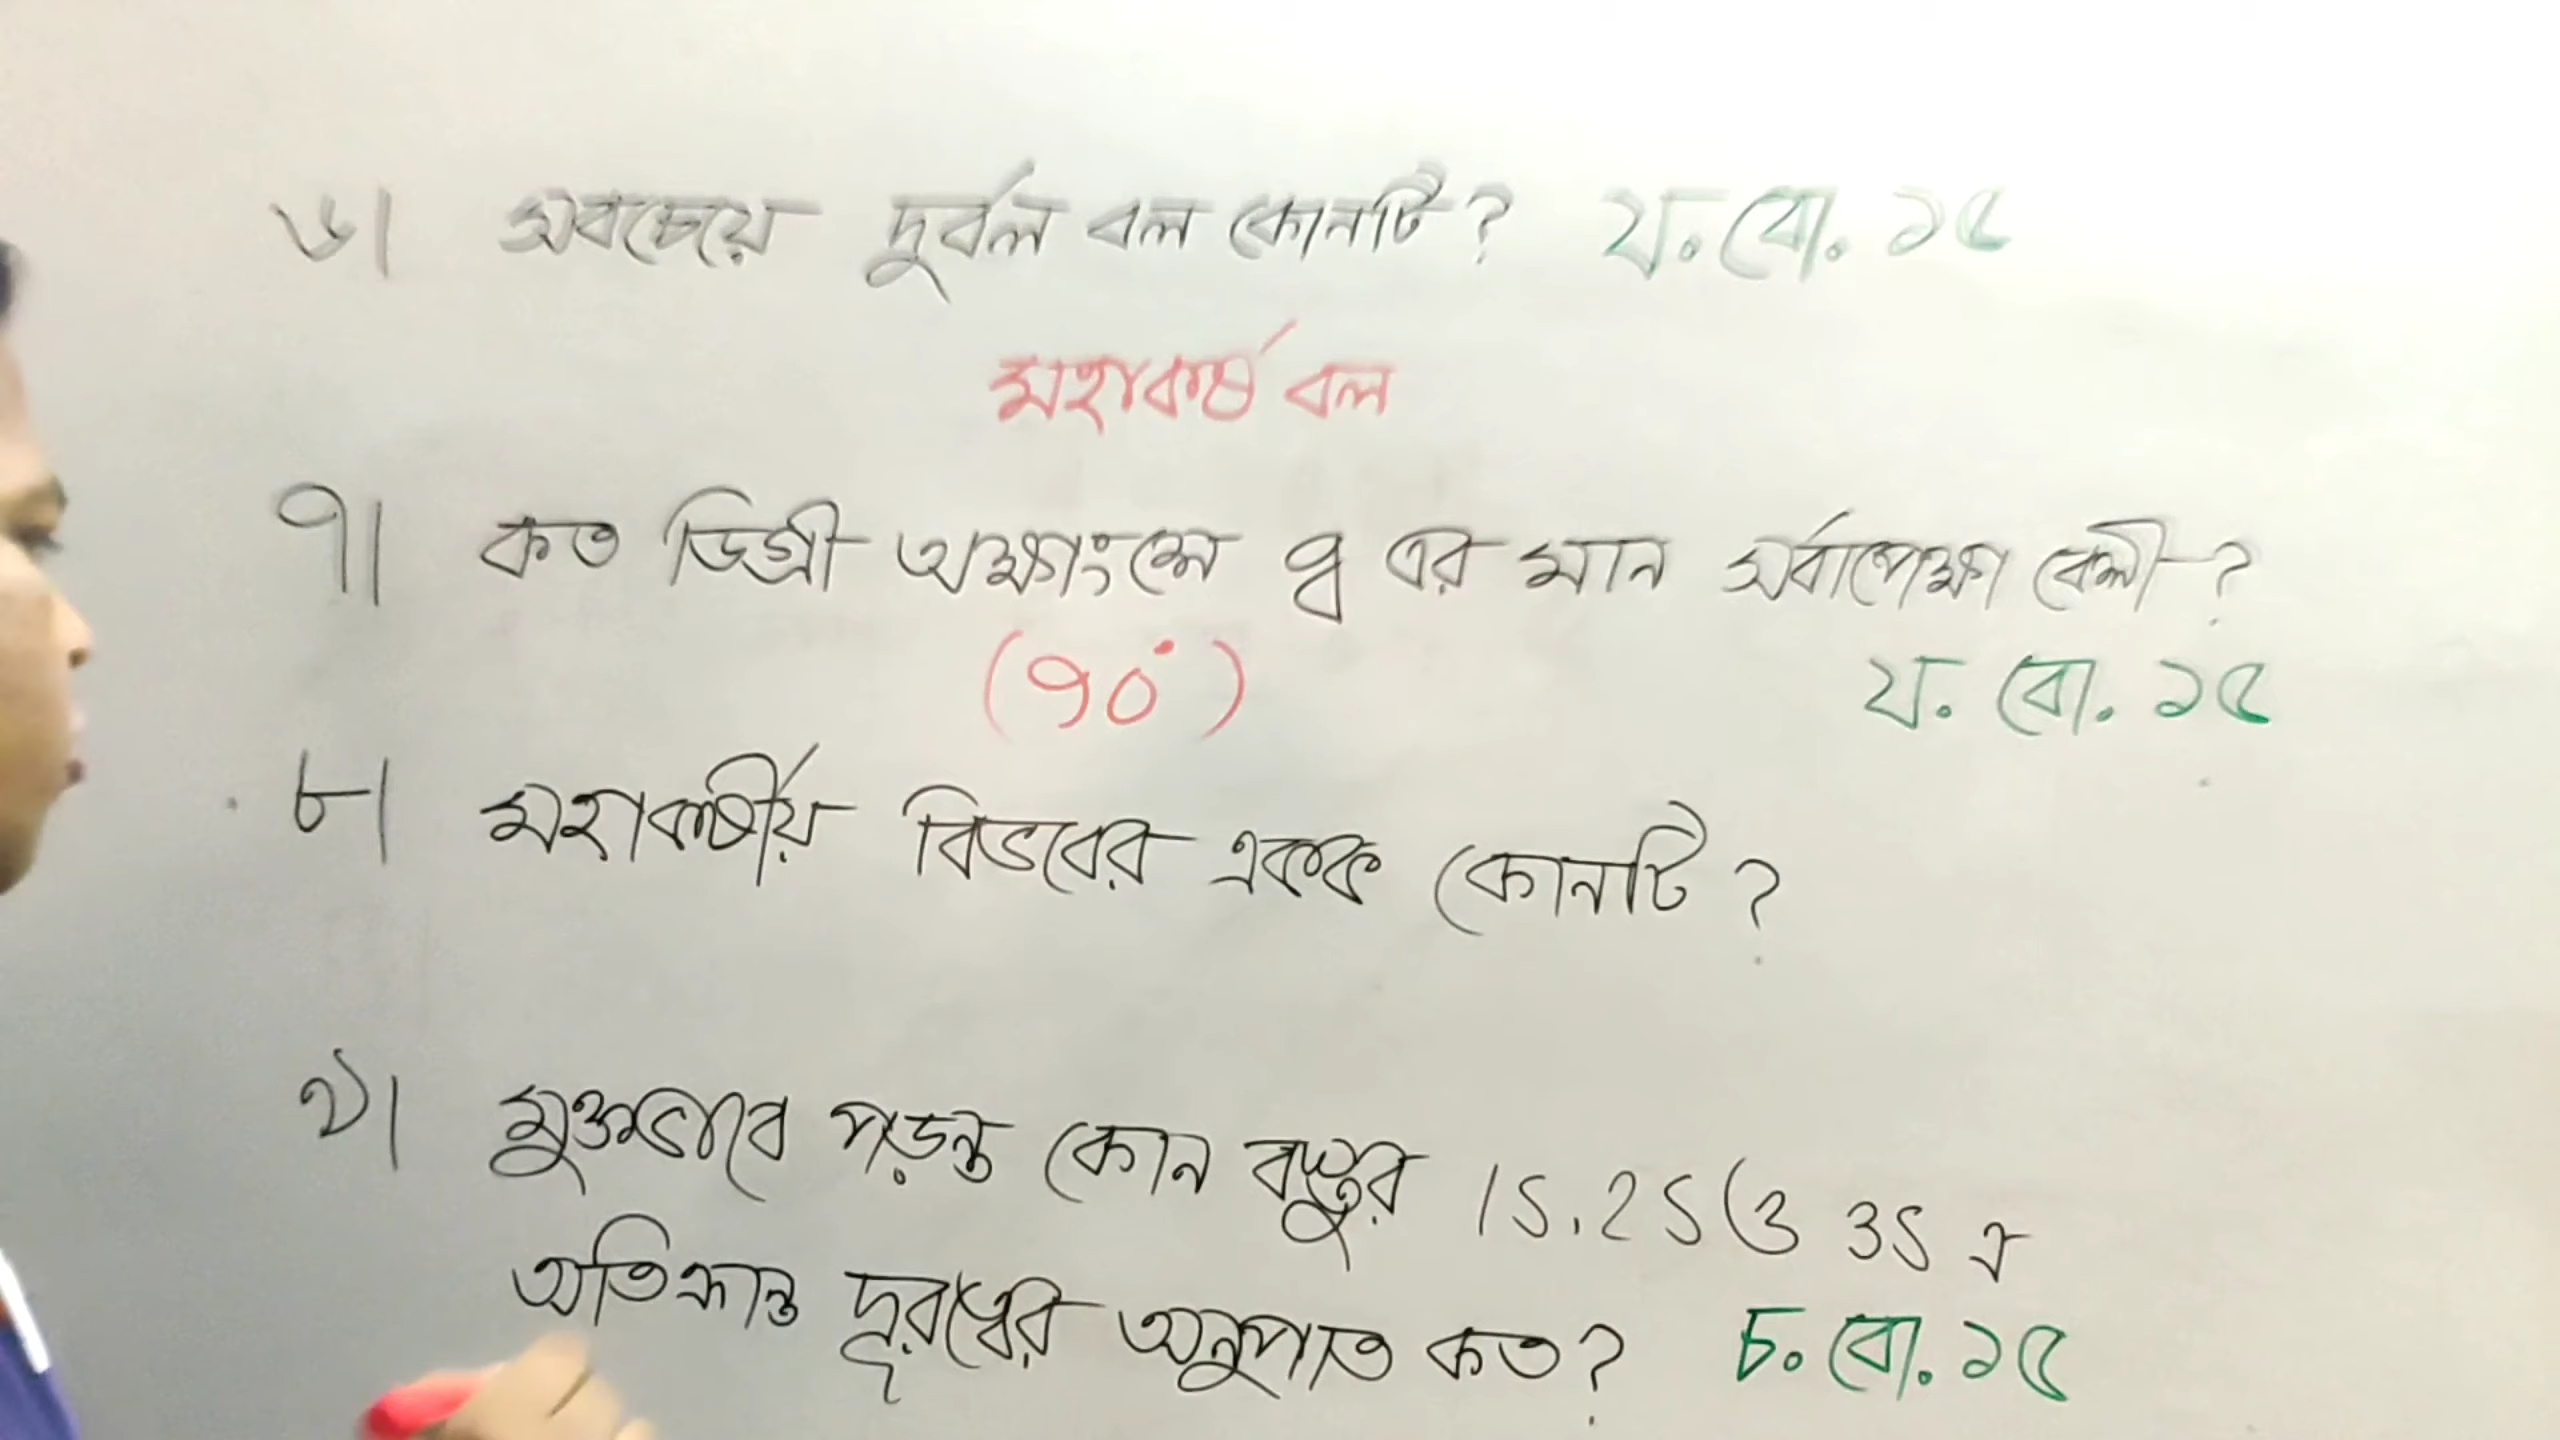 ৬। সবচেয়ে দুর্বল বল কোনটি? য. বো. ১৫
মহাকর্ষ বল
৭। কত ডিগ্রী অক্ষাংশে g এর মান সর্বাপেক্ষা বেশী?
(90°) য. বো. ১৫
৮। মহাকর্ষীয় বিভবের একক কোনটি?
৯। মুক্তভাবে পড়ন্ত কোন বস্তুর 1S, 2S ও 3S এ
অতিক্রান্ত দূরত্বের অনুপাত কত? চ. বো. ১৫